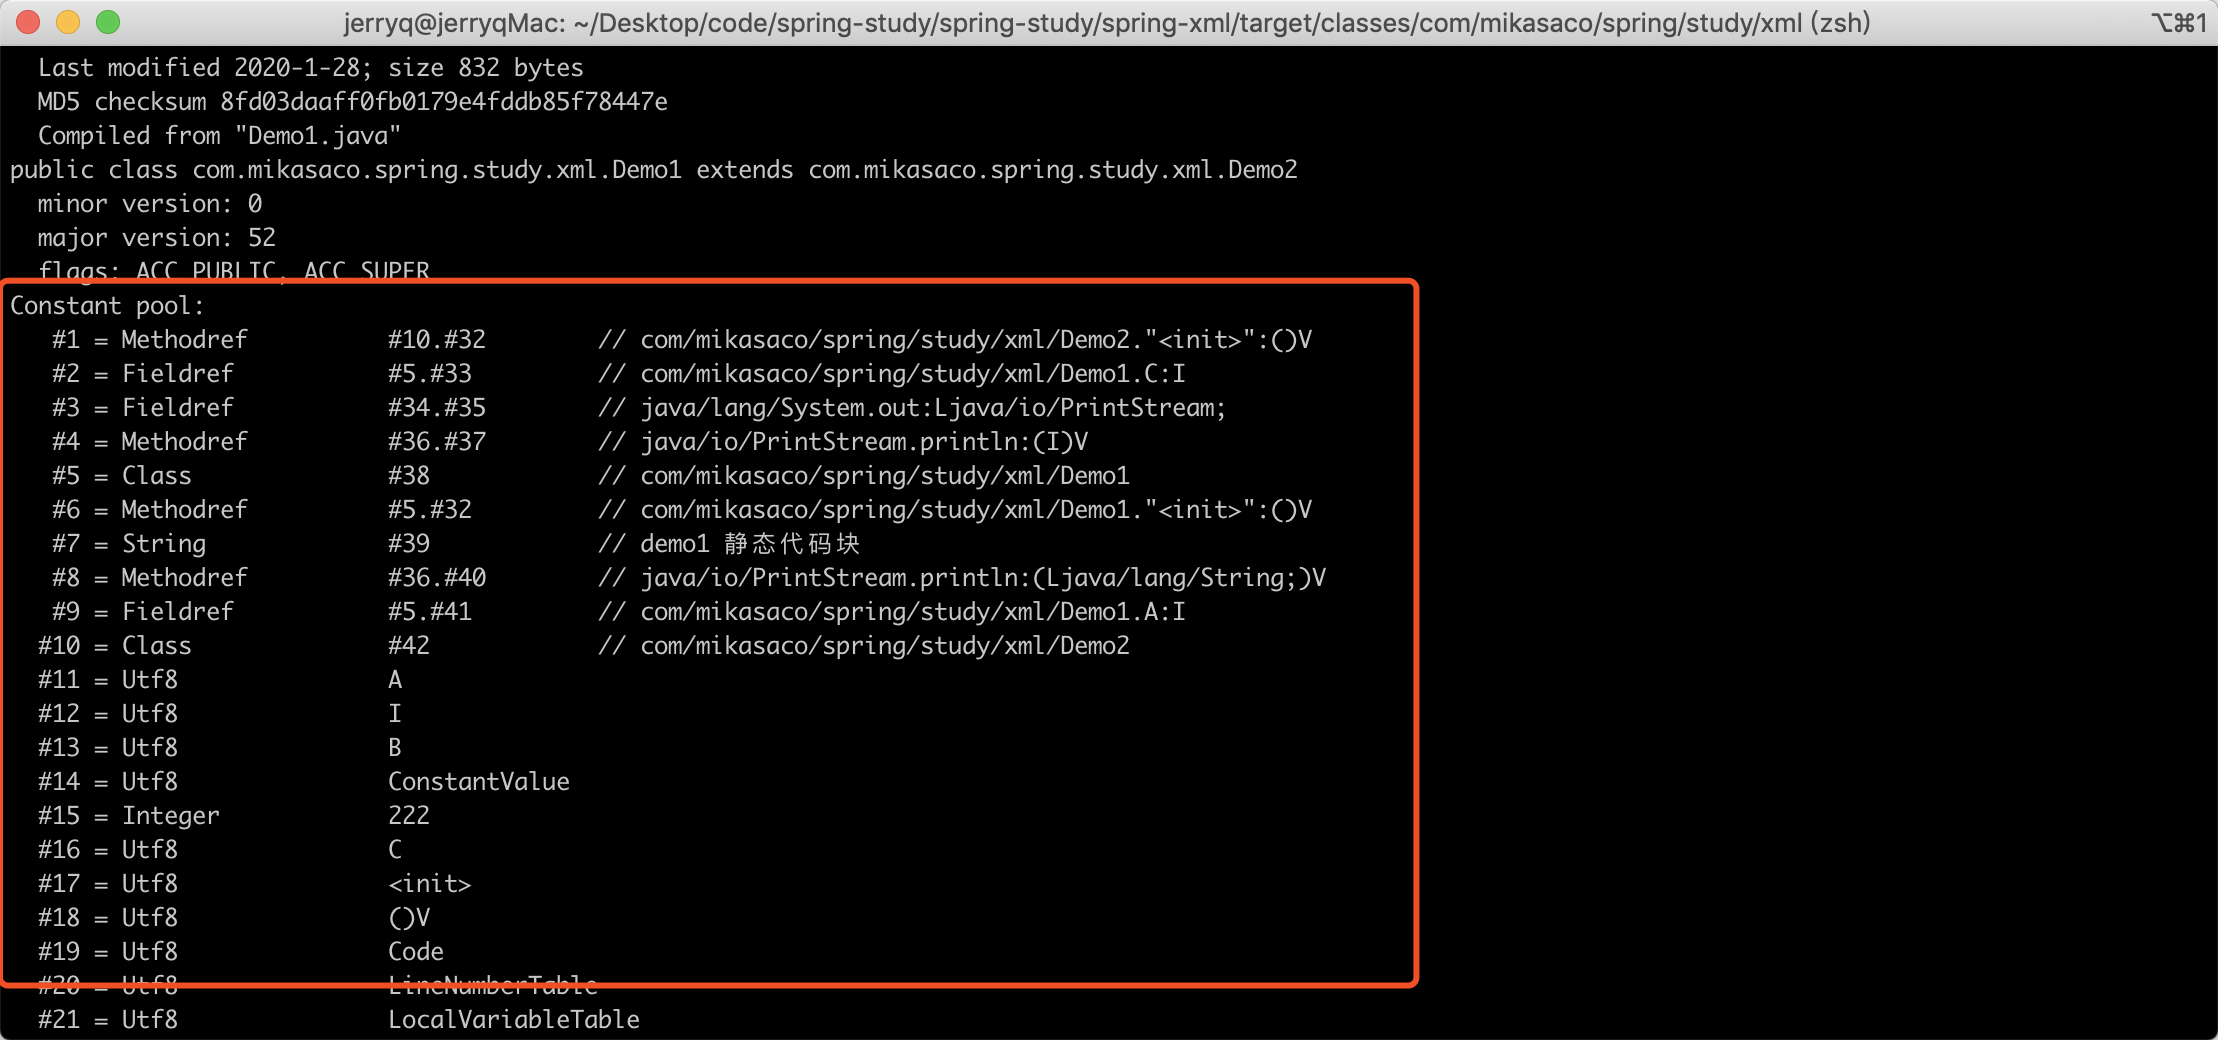 jerryq@jerryqMac: ~/Desktop/code/spring-study/spring-study/spring-xml/target/classes/com/mikasaco/spring/study/xml (zsh) ⌥⌘1
Last modified 2020-1-28; size 832 bytes
MD5 checksum 8fd03daaff0fb0179e4fddb85f78447e
Compiled from "Demo1.java"
public class com.mikasaco.spring.study.xml.Demo1 extends com.mikasaco.spring.study.xml.Demo2
minor version: 0
major version: 52
flags: ACC_PUBLIC, ACC_SUPER
Constant pool:
#1 = Methodref #10.#32 // com/mikasaco/spring/study/xml/Demo2."<init>":()V
#2 = Fieldref #5.#33 // com/mikasaco/spring/study/xml/Demo1.C:I
#3 = Fieldref #34.#35 // java/lang/System.out:Ljava/io/PrintStream;
#4 = Methodref #36.#37 // java/io/PrintStream.println:(I)V
#5 = Class #38 // com/mikasaco/spring/study/xml/Demo1
#6 = Methodref #5.#32 // com/mikasaco/spring/study/xml/Demo1."<init>":()V
#7 = String #39 // demo1 静态代码块
#8 = Methodref #36.#40 // java/io/PrintStream.println:(Ljava/lang/String;)V
#9 = Fieldref #5.#41 // com/mikasaco/spring/study/xml/Demo1.A:I
#10 = Class #42 // com/mikasaco/spring/study/xml/Demo2
#11 = Utf8 A
#12 = Utf8 I
#13 = Utf8 B
#14 = Utf8 ConstantValue
#15 = Integer 222
#16 = Utf8 C
#17 = Utf8 <init>
#18 = Utf8 ()V
#19 = Utf8 Code
#20 = Utf8 LineNumberTable
#21 = Utf8 LocalVariableTable